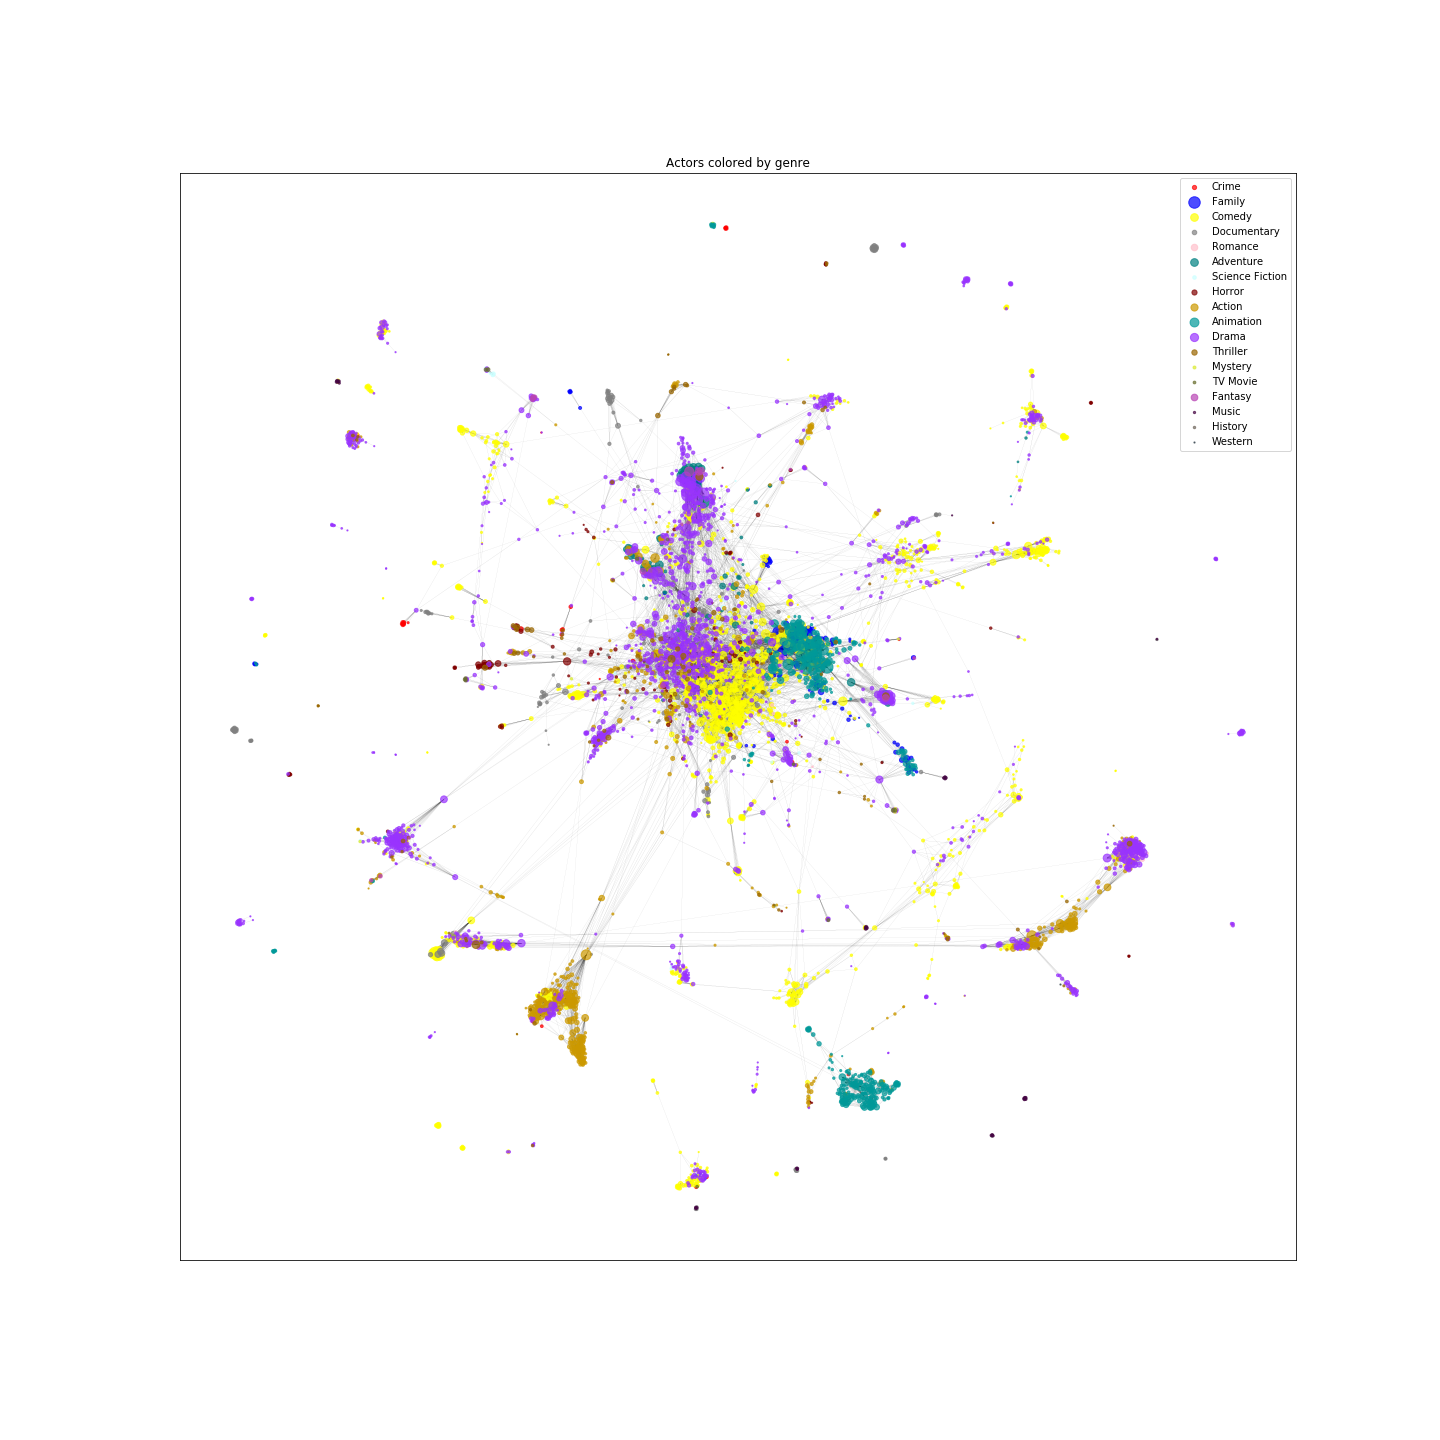 Actors colored by genre
Crime
Family
Comedy
Documentary
Romance
Adventure
Science Fiction
Horror
Action
Animation
Drama
Thriller
Mystery
TV Movie
Fantasy
Music
History
Western